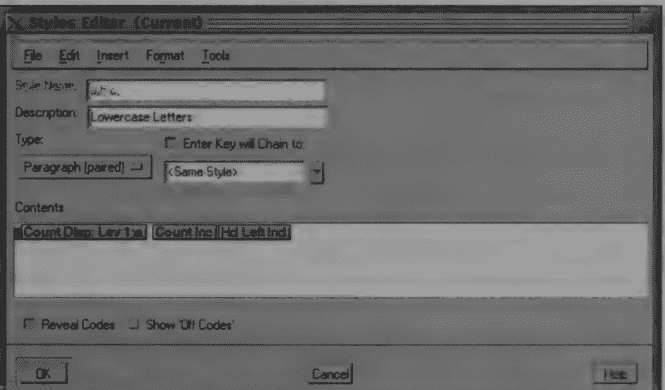 Styles Editor (Current)
File Edit Insert Format Tools
Style Name:
Description: Lowercase Letters
Type: Enter Key will Chain to:
Paragraph (paired) <Same Style>
Contents
Count Disp: Lev 1:a Count Inc Hd Left Ind
Reveal Codes Show 'Off Codes'
OK Cancel Help